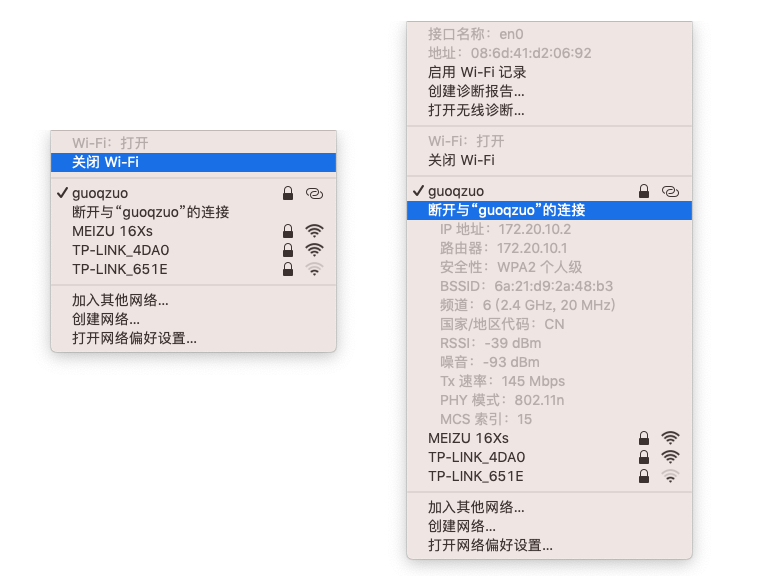 Wi-Fi：打开
关闭 Wi-Fi
guoqzuo
断开与“guoqzuo”的连接
MEIZU 16Xs
TP-LINK_4DA0
TP-LINK_651E
加入其他网络...
创建网络...
打开网络偏好设置...
接口名称：en0
地址：08:6d:41:d2:06:92
启用 Wi-Fi 记录
创建诊断报告...
打开无线诊断...
Wi-Fi：打开
关闭 Wi-Fi
guoqzuo
断开与“guoqzuo”的连接
IP 地址：172.20.10.2
路由器：172.20.10.1
安全性：WPA2 个人级
BSSID：6a:21:d9:2a:48:b3
频道：6 (2.4 GHz, 20 MHz)
国家/地区代码：CN
RSSI：-39 dBm
噪音：-93 dBm
Tx 速率：145 Mbps
PHY 模式：802.11n
MCS 索引：15
MEIZU 16Xs
TP-LINK_4DA0
TP-LINK_651E
加入其他网络...
创建网络...
打开网络偏好设置...